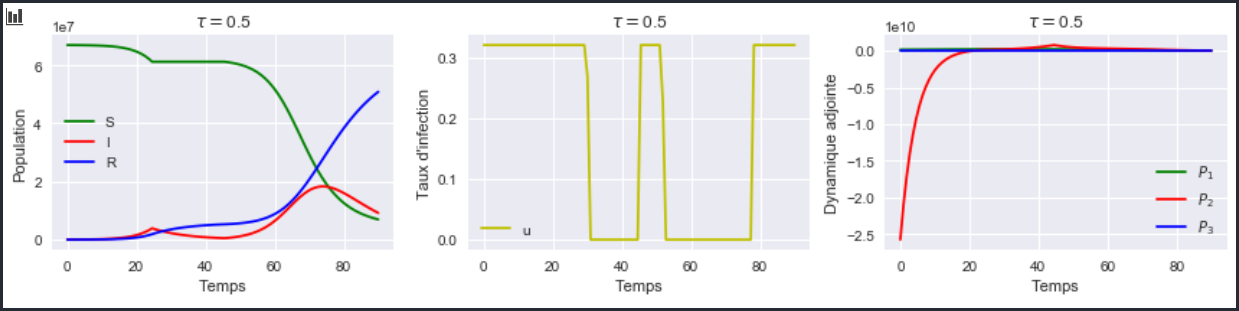 τ = 0.5
1e7
Population
6
4
2
0
S
I
R
0 20 40 60 80
Temps
τ = 0.5
Taux d'infection
0.3
0.2
0.1
0.0
u
0 20 40 60 80
Temps
τ = 0.5
1e10
Dynamique adjointe
0.0
−0.5
−1.0
−1.5
−2.0
−2.5
P₁
P₂
P₃
0 20 40 60 80
Temps